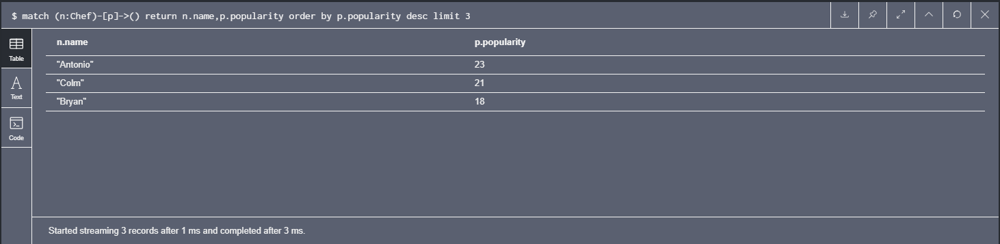 $ match (n:Chef)-[p]->() return n.name,p.popularity order by p.popularity desc limit 3
n.name p.popularity
"Antonio" 23
"Colm" 21
"Bryan" 18
Table
Text
Code
Started streaming 3 records after 1 ms and completed after 3 ms.